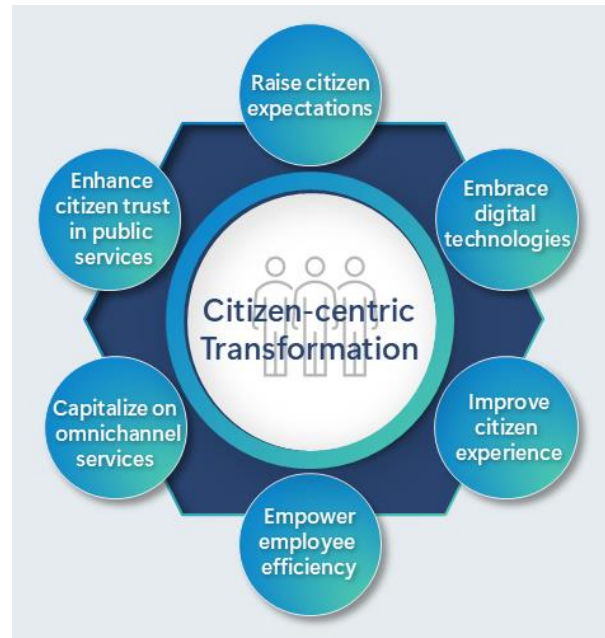 Raise citizen
expectations
Enhance
citizen trust
in public
services
Embrace
digital
technologies
Citizen-centric
Transformation
Capitalize on
omnichannel
services
Improve
citizen
experience
Empower
employee
efficiency